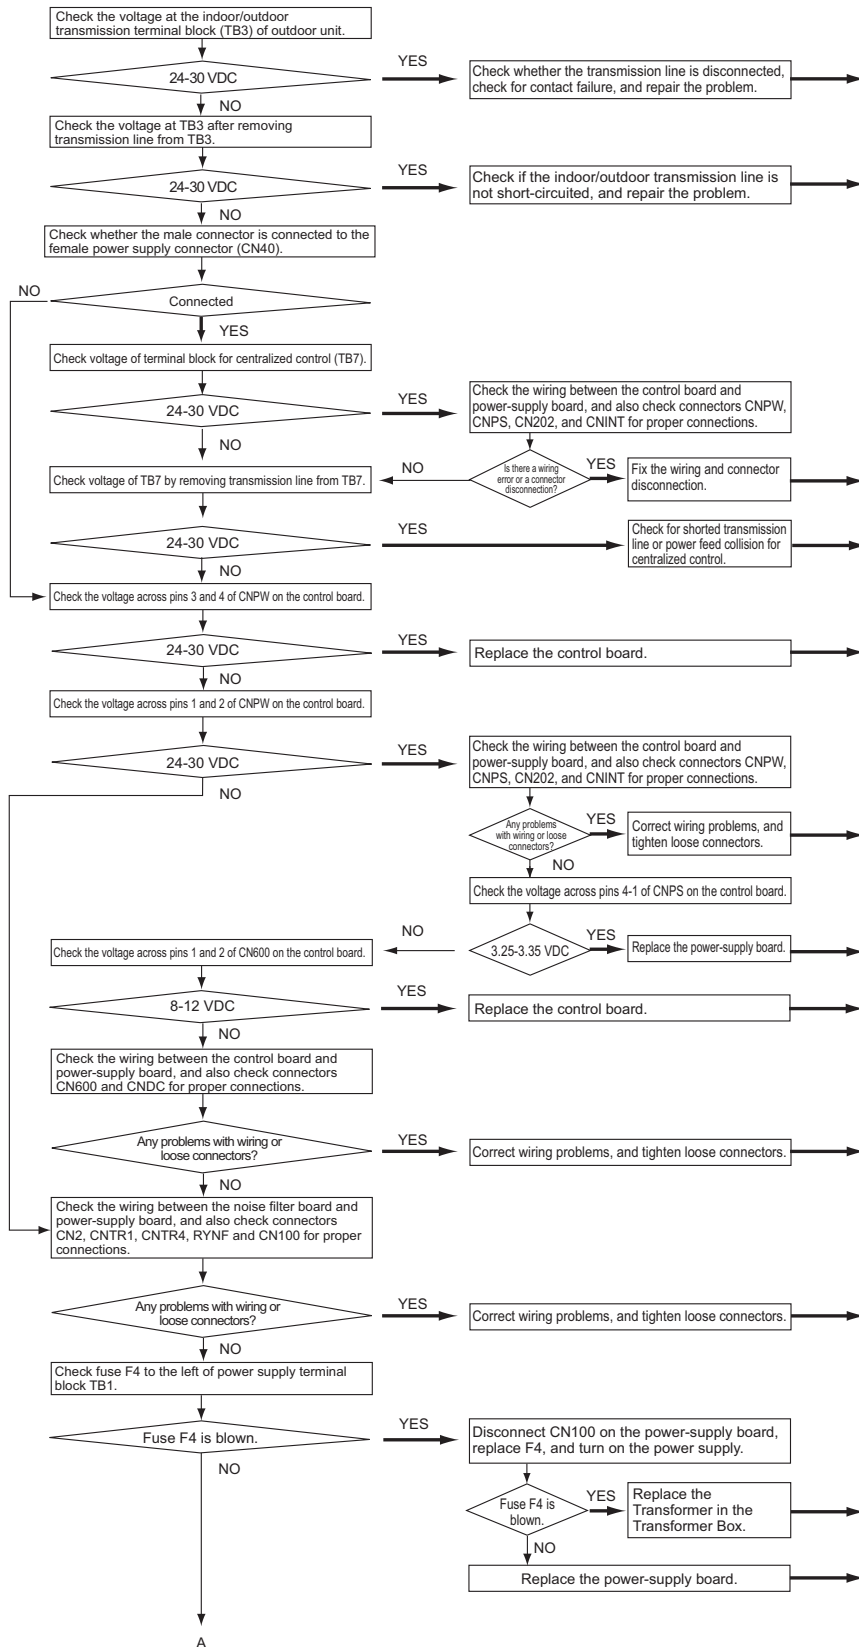 Check the voltage at the indoor/outdoor
transmission terminal block (TB3) of outdoor unit.
24-30 VDC
YES
Check whether the transmission line is disconnected,
check for contact failure, and repair the problem.
NO
Check the voltage at TB3 after removing
transmission line from TB3.
24-30 VDC
YES
Check if the indoor/outdoor transmission line is
not short-circuited, and repair the problem.
NO
Check whether the male connector is connected to the
female power supply connector (CN40).
NO
Connected
YES
Check voltage of terminal block for centralized control (TB7).
24-30 VDC
YES
Check the wiring between the control board and
power-supply board, and also check connectors CNPW,
CNPS, CN202, and CNINT for proper connections.
NO
Is there a wiring
error or a connector
disconnection?
YES
Fix the wiring and connector
disconnection.
NO
Check voltage of TB7 by removing transmission line from TB7.
24-30 VDC
YES
Check for shorted transmission
line or power feed collision for
centralized control.
NO
Check the voltage across pins 3 and 4 of CNPW on the control board.
24-30 VDC
YES
Replace the control board.
NO
Check the voltage across pins 1 and 2 of CNPW on the control board.
24-30 VDC
YES
Check the wiring between the control board and
power-supply board, and also check connectors CNPW,
CNPS, CN202, and CNINT for proper connections.
NO
Any problems
with wiring or loose
connectors?
YES
Correct wiring problems, and
tighten loose connectors.
NO
Check the voltage across pins 4-1 of CNPS on the control board.
3.25-3.35 VDC
YES
Replace the power-supply board.
NO
Check the voltage across pins 1 and 2 of CN600 on the control board.
8-12 VDC
YES
Replace the control board.
NO
Check the wiring between the control board and
power-supply board, and also check connectors
CN600 and CNDC for proper connections.
Any problems with wiring or
loose connectors?
YES
Correct wiring problems, and tighten loose connectors.
NO
Check the wiring between the noise filter board and
power-supply board, and also check connectors
CN2, CNTR1, CNTR4, RYNF and CN100 for proper
connections.
Any problems with wiring or
loose connectors?
YES
Correct wiring problems, and tighten loose connectors.
NO
Check fuse F4 to the left of power supply terminal
block TB1.
Fuse F4 is blown.
YES
Disconnect CN100 on the power-supply board,
replace F4, and turn on the power supply.
NO
Fuse F4 is
blown.
YES
Replace the
Transformer in the
Transformer Box.
NO
Replace the power-supply board.
A